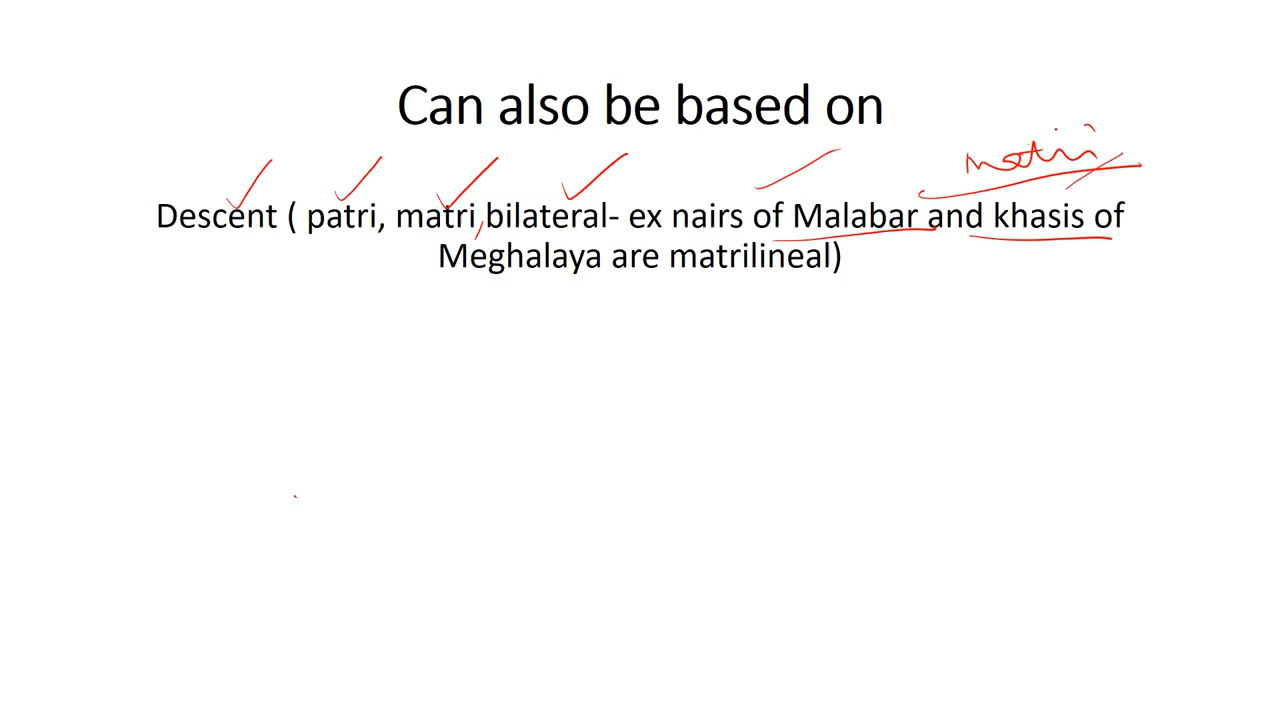 Can also be based on
matri
Descent ( patri, matri,bilateral- ex nairs of Malabar and khasis of
Meghalaya are matrilineal)